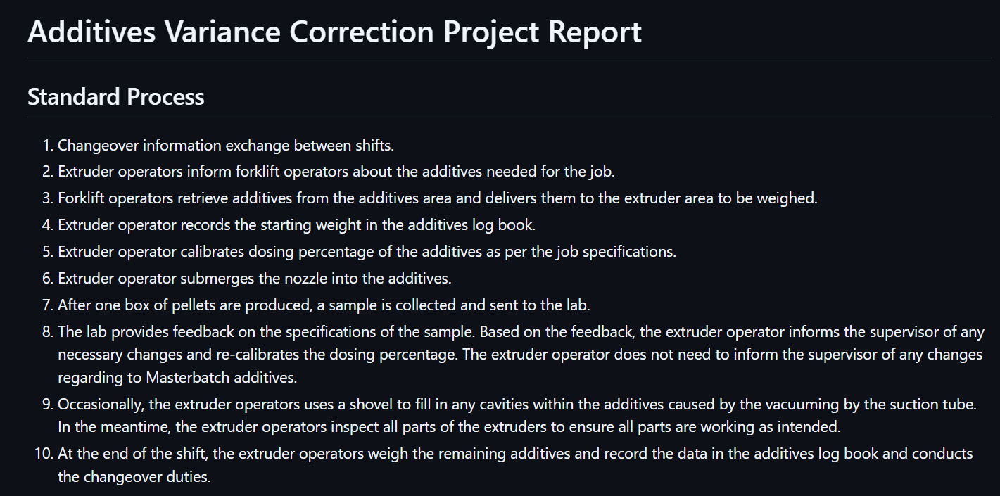 Additives Variance Correction Project Report
Standard Process
1. Changeover information exchange between shifts.
2. Extruder operators inform forklift operators about the additives needed for the job.
3. Forklift operators retrieve additives from the additives area and delivers them to the extruder area to be weighed.
4. Extruder operator records the starting weight in the additives log book.
5. Extruder operator calibrates dosing percentage of the additives as per the job specifications.
6. Extruder operator submerges the nozzle into the additives.
7. After one box of pellets are produced, a sample is collected and sent to the lab.
8. The lab provides feedback on the specifications of the sample. Based on the feedback, the extruder operator informs the supervisor of any
necessary changes and re-calibrates the dosing percentage. The extruder operator does not need to inform the supervisor of any changes
regarding to Masterbatch additives.
9. Occasionally, the extruder operators uses a shovel to fill in any cavities within the additives caused by the vacuuming by the suction tube.
In the meantime, the extruder operators inspect all parts of the extruders to ensure all parts are working as intended.
10. At the end of the shift, the extruder operators weigh the remaining additives and record the data in the additives log book and conducts
the changeover duties.